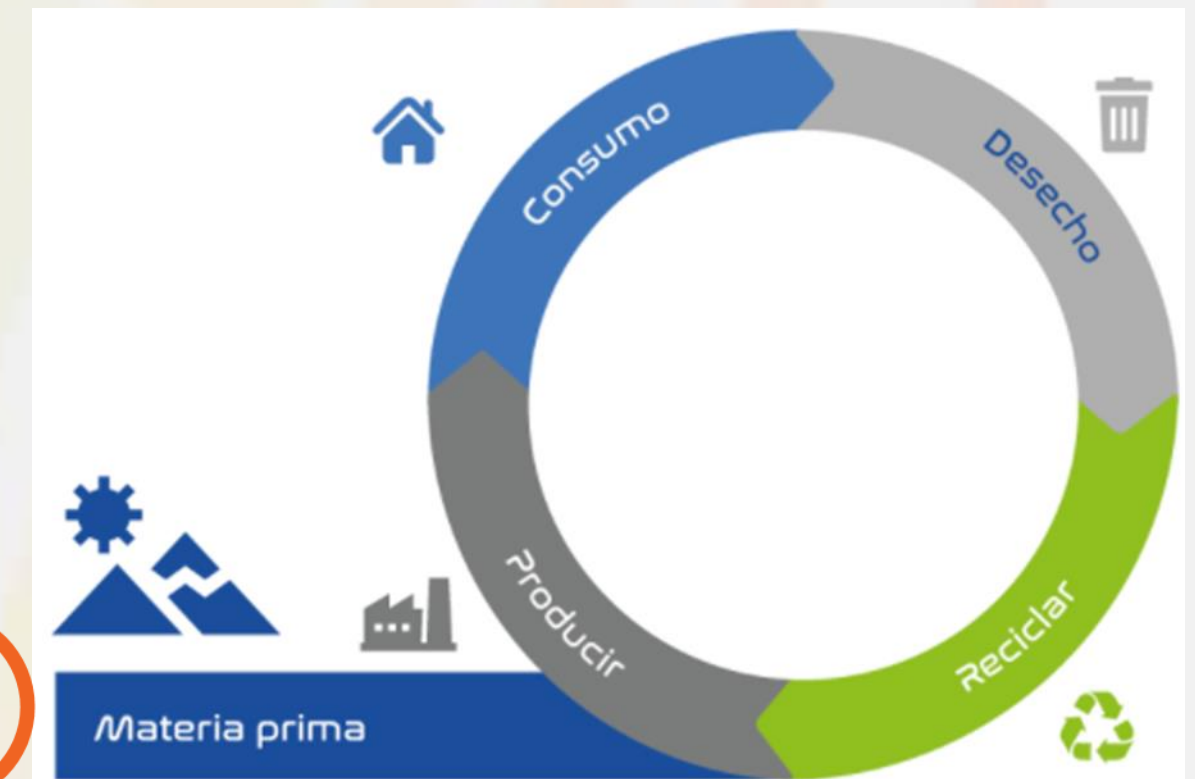 Consumo
Desecho
Producir
Reciclar
Materia prima